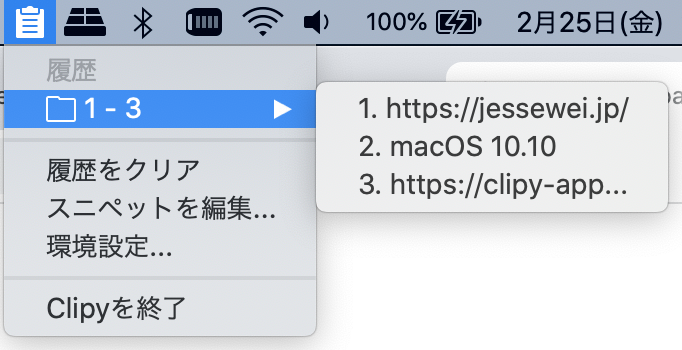 100% 2月25日(金)
履歴
1 - 3
1. https://jessewei.jp/
2. macOS 10.10
3. https://clipy-app...
履歴をクリア
スニペットを編集...
環境設定...
Clipyを終了